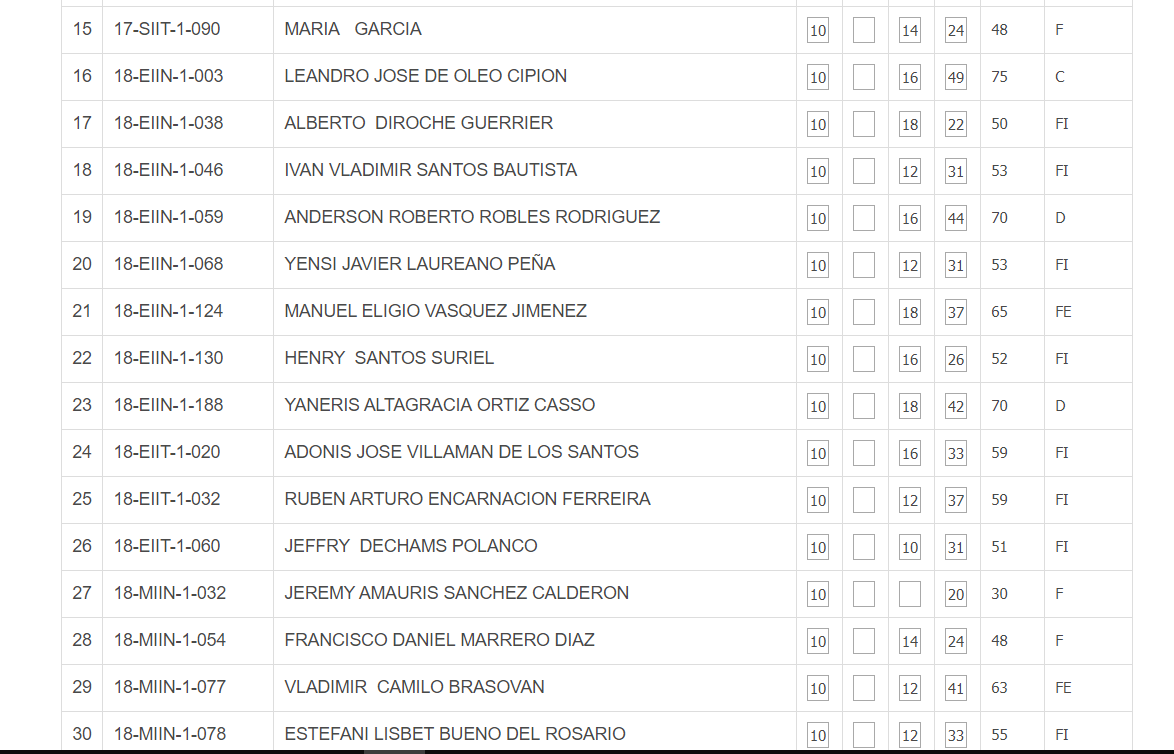 15 17-SIIT-1-090 MARIA GARCIA 10 14 24 48 F
16 18-EIIN-1-003 LEANDRO JOSE DE OLEO CIPION 10 16 49 75 C
17 18-EIIN-1-038 ALBERTO DIROCHE GUERRIER 10 18 22 50 FI
18 18-EIIN-1-046 IVAN VLADIMIR SANTOS BAUTISTA 10 12 31 53 FI
19 18-EIIN-1-059 ANDERSON ROBERTO ROBLES RODRIGUEZ 10 16 44 70 D
20 18-EIIN-1-068 YENSI JAVIER LAUREANO PEÑA 10 12 31 53 FI
21 18-EIIN-1-124 MANUEL ELIGIO VASQUEZ JIMENEZ 10 18 37 65 FE
22 18-EIIN-1-130 HENRY SANTOS SURIEL 10 16 26 52 FI
23 18-EIIN-1-188 YANERIS ALTAGRACIA ORTIZ CASSO 10 18 42 70 D
24 18-EIIT-1-020 ADONIS JOSE VILLAMAN DE LOS SANTOS 10 16 33 59 FI
25 18-EIIT-1-032 RUBEN ARTURO ENCARNACION FERREIRA 10 12 37 59 FI
26 18-EIIT-1-060 JEFFRY DECHAMS POLANCO 10 10 31 51 FI
27 18-MIIN-1-032 JEREMY AMAURIS SANCHEZ CALDERON 10 20 30 F
28 18-MIIN-1-054 FRANCISCO DANIEL MARRERO DIAZ 10 14 24 48 F
29 18-MIIN-1-077 VLADIMIR CAMILO BRASOVAN 10 12 41 63 FE
30 18-MIIN-1-078 ESTEFANI LISBET BUENO DEL ROSARIO 10 12 33 55 FI